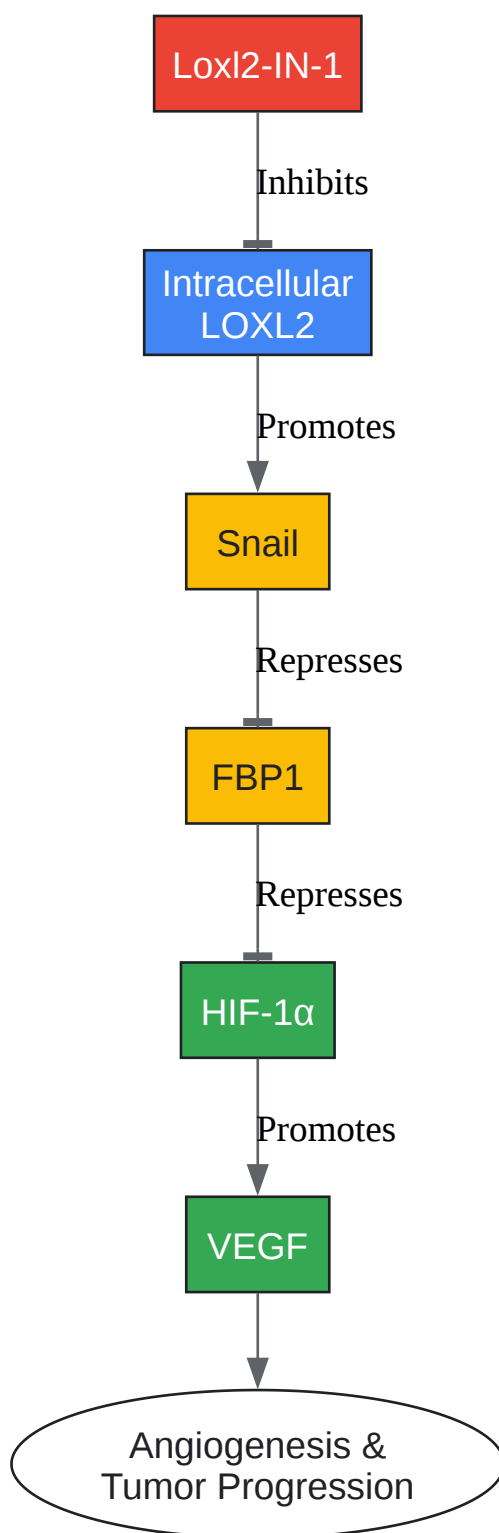 Loxl2-IN-1
Inhibits
Intracellular
LOXL2
Promotes
Snail
Represses
FBP1
Represses
HIF-1α
Promotes
VEGF
Angiogenesis &
Tumor Progression